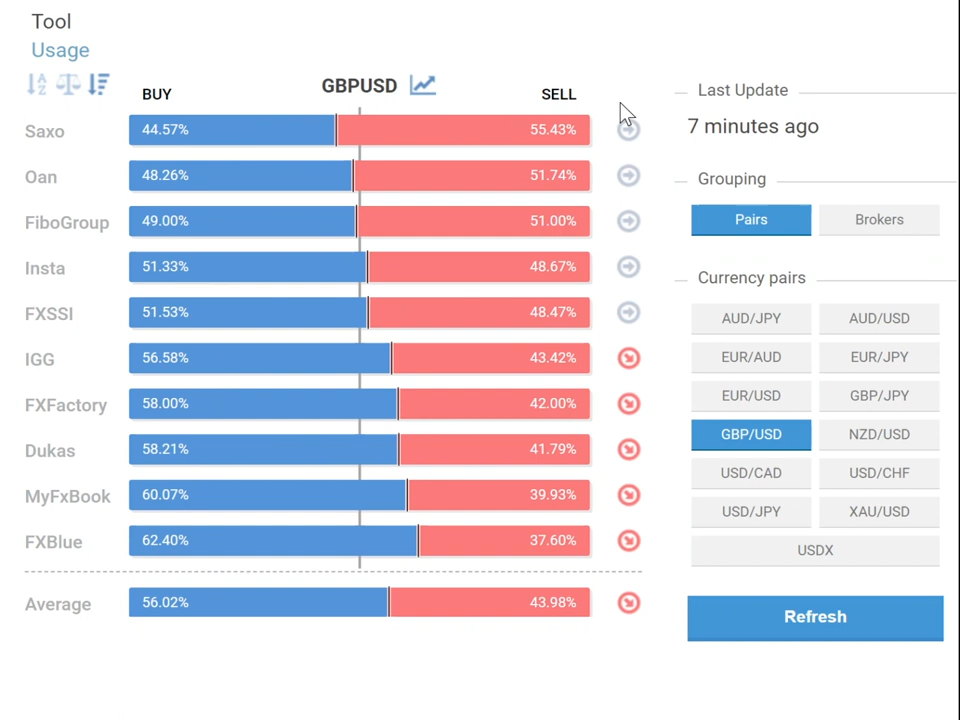 Tool
Usage
BUY GBPUSD SELL
Saxo 44.57% 55.43%
Oan 48.26% 51.74%
FiboGroup 49.00% 51.00%
Insta 51.33% 48.67%
FXSSI 51.53% 48.47%
IGG 56.58% 43.42%
FXFactory 58.00% 42.00%
Dukas 58.21% 41.79%
MyFxBook 60.07% 39.93%
FXBlue 62.40% 37.60%
Average 56.02% 43.98%
Last Update
7 minutes ago
Grouping
Pairs Brokers
Currency pairs
AUD/JPY AUD/USD
EUR/AUD EUR/JPY
EUR/USD GBP/JPY
GBP/USD NZD/USD
USD/CAD USD/CHF
USD/JPY XAU/USD
USDX
Refresh